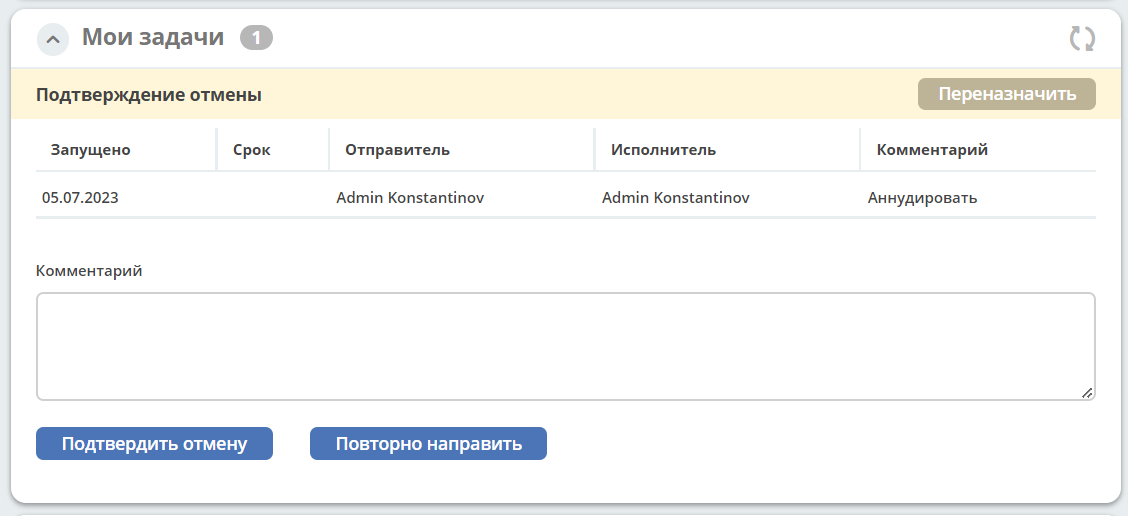 Мои задачи 1
Подтверждение отмены Переназначить
Запущено Срок Отправитель Исполнитель Комментарий
05.07.2023 Admin Konstantinov Admin Konstantinov Аннудировать
Комментарий
Подтвердить отмену Повторно направить